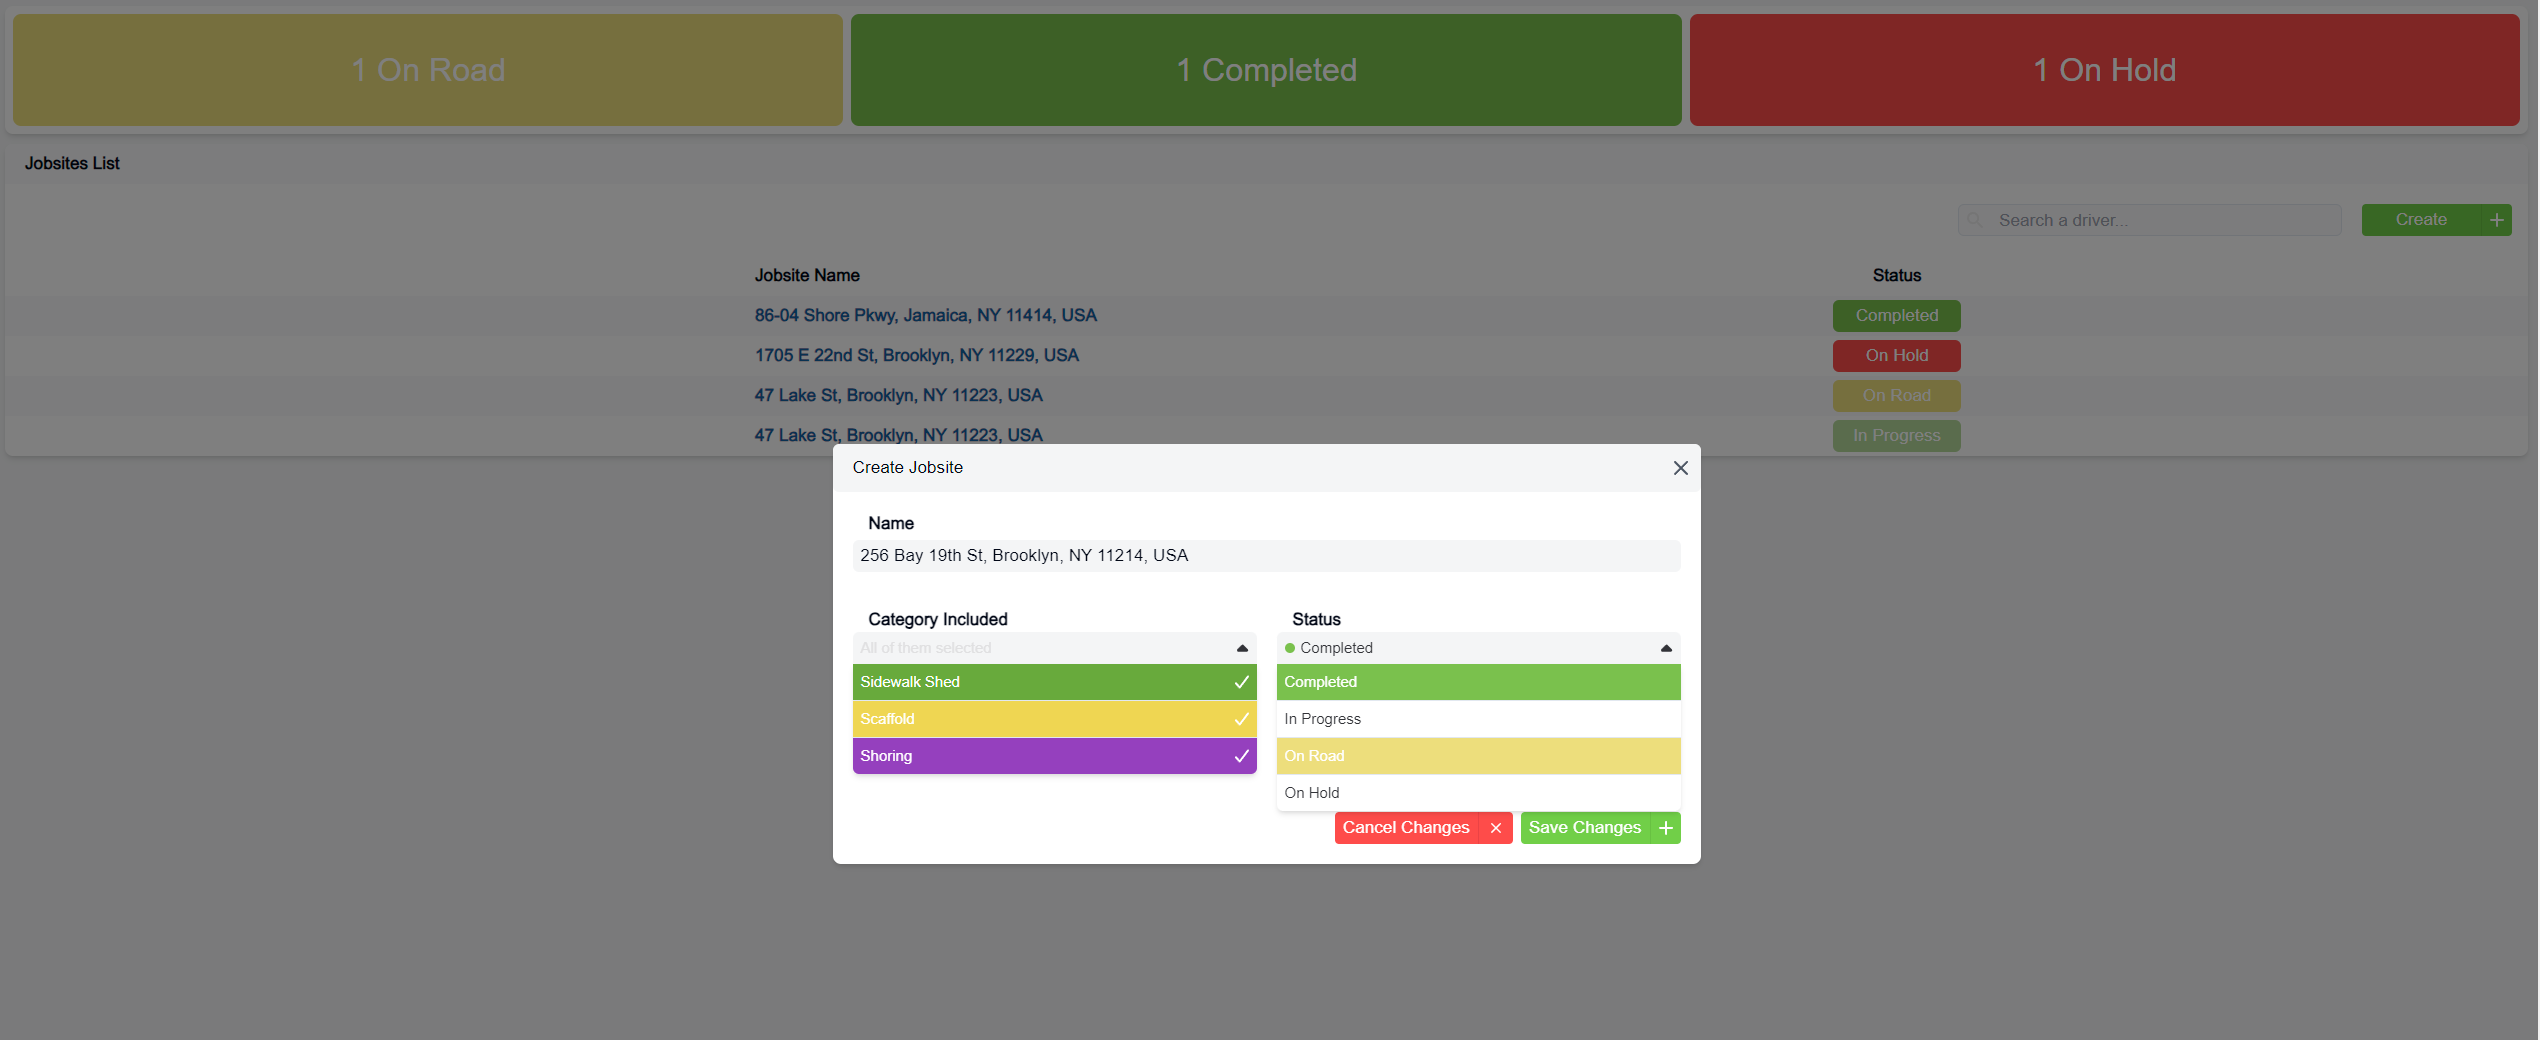 1 On Road
1 Completed
1 On Hold
Jobsites List
Search a driver...
Create
Jobsite Name
Status
86-04 Shore Pkwy, Jamaica, NY 11414, USA
Completed
1705 E 22nd St, Brooklyn, NY 11229, USA
On Hold
47 Lake St, Brooklyn, NY 11223, USA
On Road
47 Lake St, Brooklyn, NY 11223, USA
In Progress
Create Jobsite
Name
256 Bay 19th St, Brooklyn, NY 11214, USA
Category Included
All of them selected
Sidewalk Shed
Scaffold
Shoring
Status
Completed
Completed
In Progress
On Road
On Hold
Cancel Changes
Save Changes